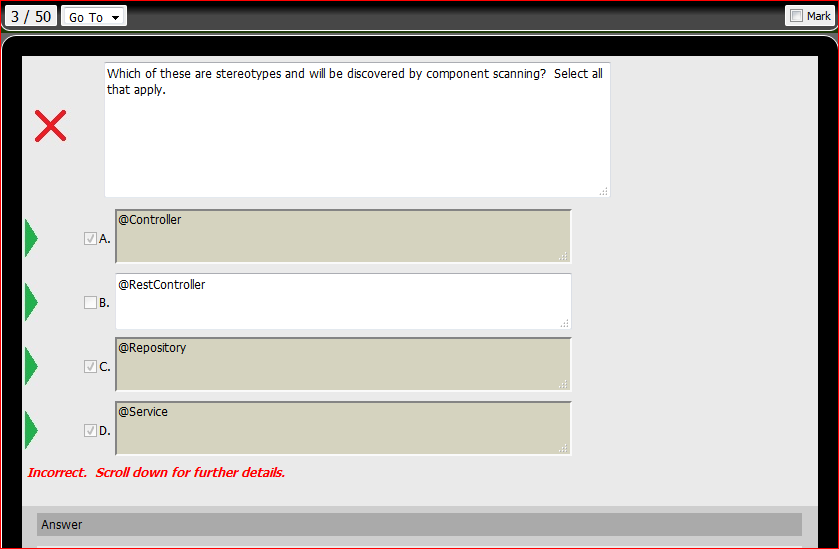 3 / 50 Go To Mark
Which of these are stereotypes and will be discovered by component scanning?  Select all
that apply.
A. @Controller
B. @RestController
C. @Repository
D. @Service
Incorrect.  Scroll down for further details.
Answer